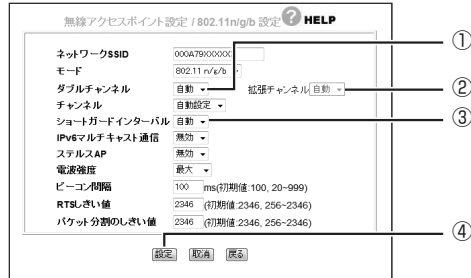 無線アクセスポイント設定 / 802.11n/g/b 設定 ? HELP
ネットワークSSID 000A79XXXXXX
モード 802.11 n/g/b
ダブルチャンネル 自動 拡張チャンネル 自動
チャンネル 自動設定
ショートガードインターバル 自動
IPv6マルチキャスト通信 無効
ステルスAP 無効
電波強度 最大
ビーコン間隔 100 ms(初期値:100, 20~999)
RTSしきい値 2346 (初期値:2346, 256~2346)
パケット分割のしきい値 2346 (初期値:2346, 256~2346)
設定 取消 戻る
①
②
③
④